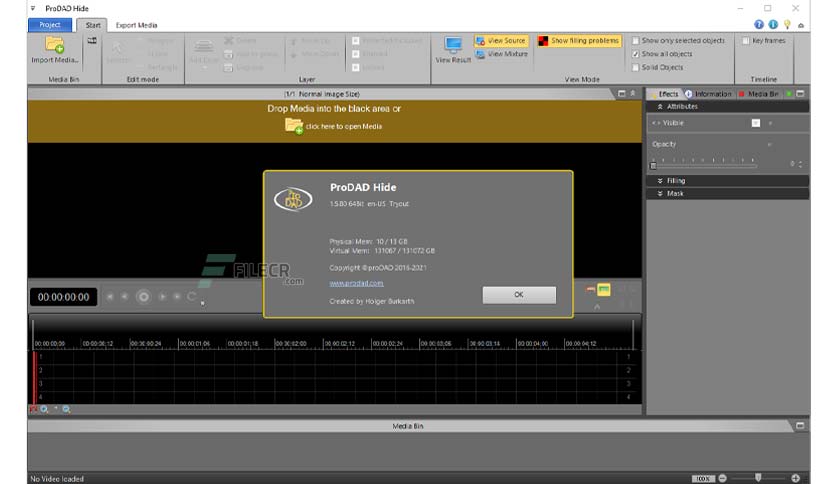 ProDAD Hide
Project Start Export Media
Import Media...
Media Bin
Edit mode
Layer
View Result
View Source
View Mixture
Show filling problems
View Mode
Show only selected objects
Show all objects
Solid Objects
Key frames
Timeline
(1/1 Normal Image Size)
Drop Media into the black area or
click here to open Media
Effects Information Media Bin
Attributes
Visible
Opacity
0
Filling
Mask
ProDAD Hide
1.5.80 64Bit en-US Tryout
Physical Mem: 10 / 13 GB
Virtual Mem: 131067 / 131072 GB
Copyright © proDAD 2016-2021
www.prodad.com
Created by Holger Burkarth
OK
PRO DAD
FILECR .com
00:00:00:00
00:00:00;00 00:00:00;12 00:00:00;24 00:00:01;06 00:00:01;18 00:00:02;00 00:00:02;12 00:00:02;24 00:00:03;06 00:00:03;14 00:00:04;00 00:00:04;12
1 1
2 2
3 3
4 4
Media Bin
No Video loaded
100%